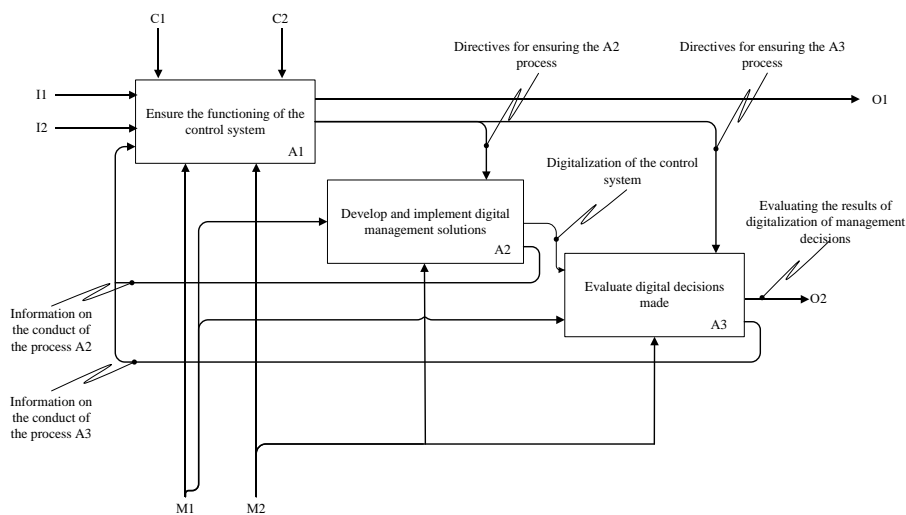 C1
C2
Directives for ensuring the A2
process
Directives for ensuring the A3
process
I1
I2
O1
Ensure the functioning of the
control system
A1
Digitalization of the control
system
Develop and implement digital
management solutions
A2
Evaluating the results of
digitalization of management
decisions
Evaluate digital decisions
made
A3
O2
Information on
the conduct of
the process A2
Information on
the conduct of
the process A3
M1
M2